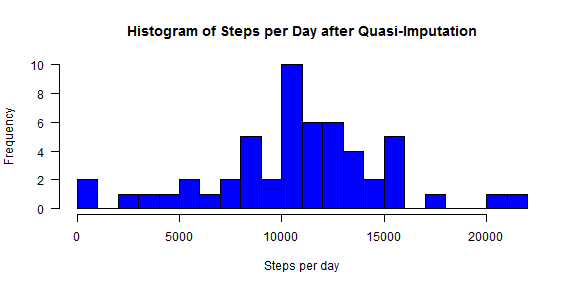 Histogram of Steps per Day after Quasi-Imputation
Frequency
10
8
6
4
2
0
0 5000 10000 15000 20000
Steps per day